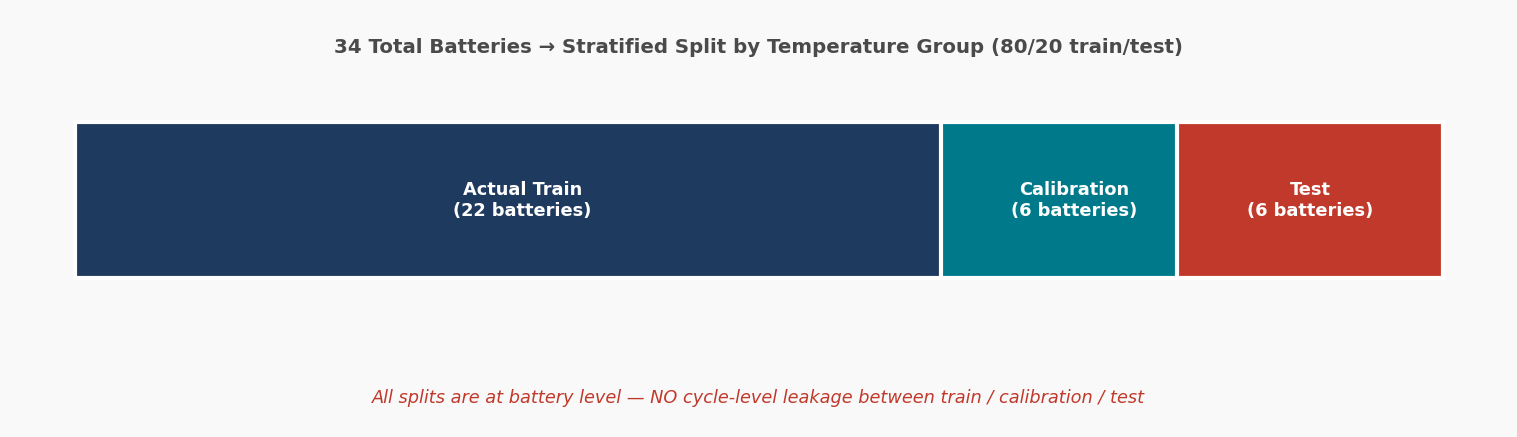 34 Total Batteries → Stratified Split by Temperature Group (80/20 train/test)
Actual Train
(22 batteries)
Calibration
(6 batteries)
Test
(6 batteries)
All splits are at battery level — NO cycle-level leakage between train / calibration / test